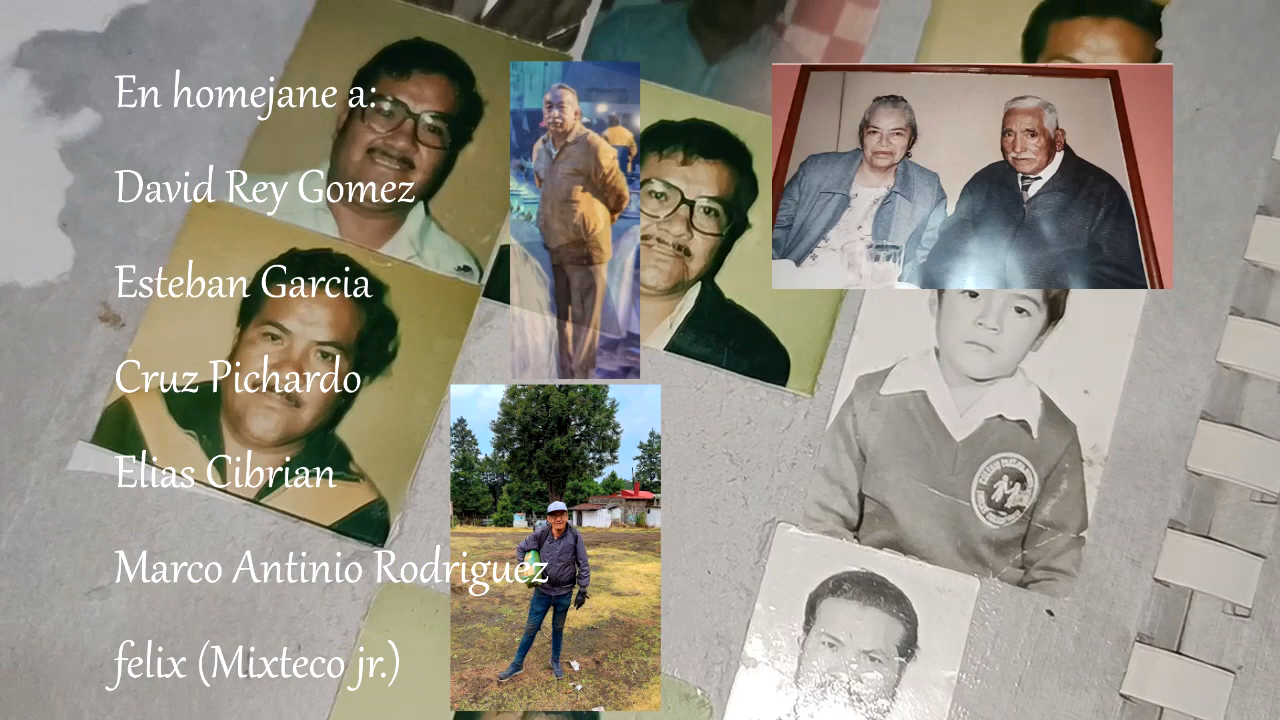 En homejane a:
David Rey Gomez
Esteban Garcia
Cruz Pichardo
Elias Cibrian
Marco Antinio Rodriguez
felix (Mixteco jr.)